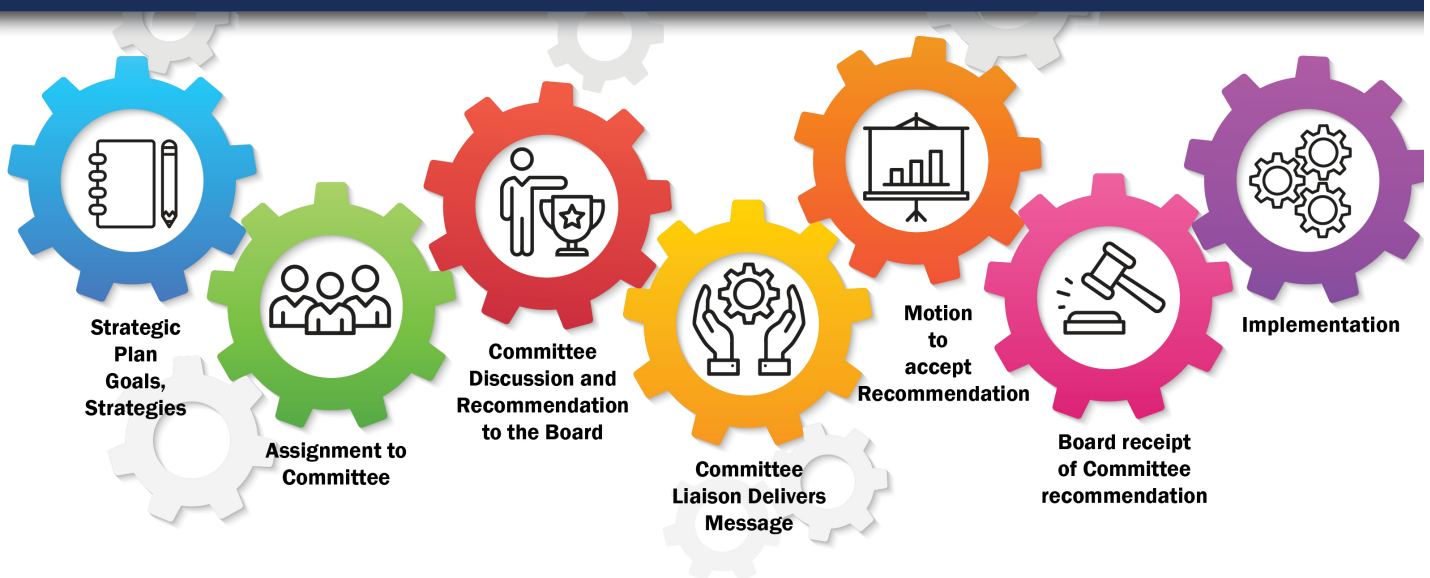 Strategic
Plan
Goals,
Strategies
Assignment to
Committee
Committee
Discussion and
Recommendation
to the Board
Committee
Liaison Delivers
Message
Motion
to
accept
Recommendation
Board receipt
of Committee
recommendation
Implementation